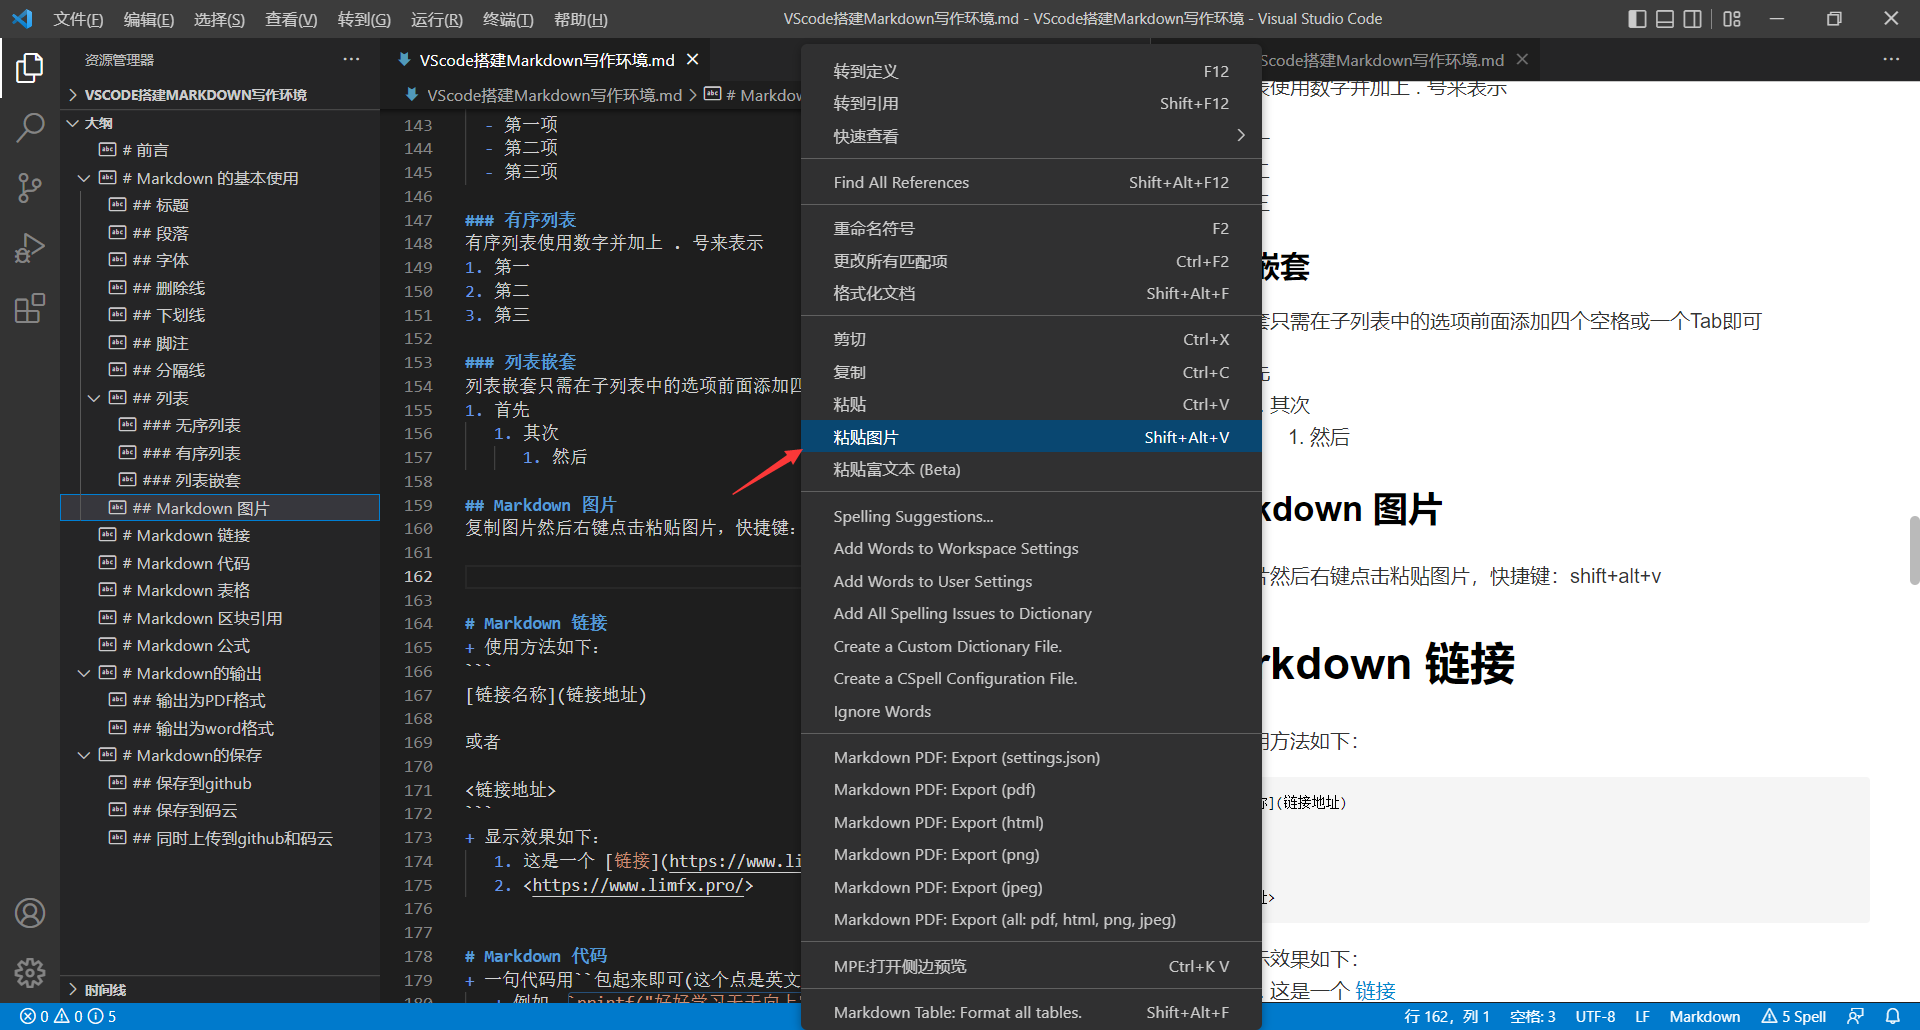 文件(F) 编辑(E) 选择(S) 查看(V) 转到(G) 运行(R) 终端(T) 帮助(H)
VScode搭建Markdown写作环境.md - VScode搭建Markdown写作环境 - Visual Studio Code
资源管理器
VSCODE搭建MARKDOWN写作环境
大纲
# 前言
# Markdown 的基本使用
## 标题
## 段落
## 字体
## 删除线
## 下划线
## 脚注
## 分隔线
## 列表
### 无序列表
### 有序列表
### 列表嵌套
## Markdown 图片
# Markdown 链接
# Markdown 代码
# Markdown 表格
# Markdown 区块引用
# Markdown 公式
# Markdown的输出
## 输出为PDF格式
## 输出为word格式
# Markdown的保存
## 保存到github
## 保存到码云
## 同时上传到github和码云
时间线
VScode搭建Markdown写作环境.md
VScode搭建Markdown写作环境.md > # Markdow
143 - 第一项
144 - 第二项
145 - 第三项
146
147 ### 有序列表
148 有序列表使用数字并加上 . 号来表示
149 1. 第一
150 2. 第二
151 3. 第三
152
153 ### 列表嵌套
154 列表嵌套只需在子列表中的选项前面添加四
155 1. 首先
156 1. 其次
157 1. 然后
158
159 ## Markdown 图片
160 复制图片然后右键点击粘贴图片，快捷键：
161
162
163
164 # Markdown 链接
165 + 使用方法如下：
166 ```
167 [链接名称](链接地址)
168
169 或者
170
171 <链接地址>
172 ```
173 + 显示效果如下：
174 1. 这是一个 [链接](https://www.li
175 2. <https://www.limfx.pro/>
176
177
178 # Markdown 代码
179 + 一句代码用``包起来即可(这个点是英文
180 + 例如 `printf("好好学习天天向上
转到定义 F12
转到引用 Shift+F12
快速查看
Find All References Shift+Alt+F12
重命名符号 F2
更改所有匹配项 Ctrl+F2
格式化文档 Shift+Alt+F
剪切 Ctrl+X
复制 Ctrl+C
粘贴 Ctrl+V
粘贴图片 Shift+Alt+V
粘贴富文本 (Beta)
Spelling Suggestions...
Add Words to Workspace Settings
Add Words to User Settings
Add All Spelling Issues to Dictionary
Create a Custom Dictionary File.
Create a CSpell Configuration File.
Ignore Words
Markdown PDF: Export (settings.json)
Markdown PDF: Export (pdf)
Markdown PDF: Export (html)
Markdown PDF: Export (png)
Markdown PDF: Export (jpeg)
Markdown PDF: Export (all: pdf, html, png, jpeg)
MPE:打开侧边预览 Ctrl+K V
Markdown Table: Format all tables. Shift+Alt+F
Scode搭建Markdown写作环境.md
表使用数字并加上 . 号来表示
一
二
三
嵌套
套只需在子列表中的选项前面添加四个空格或一个Tab即可
先
. 其次
1. 然后
kdown 图片
片然后右键点击粘贴图片，快捷键：shift+alt+v
rkdown 链接
用方法如下：
称](链接地址)
址>
示效果如下：
. 这是一个 链接
0 0 5
行 162，列 1 空格: 3 UTF-8 LF Markdown 5 Spell